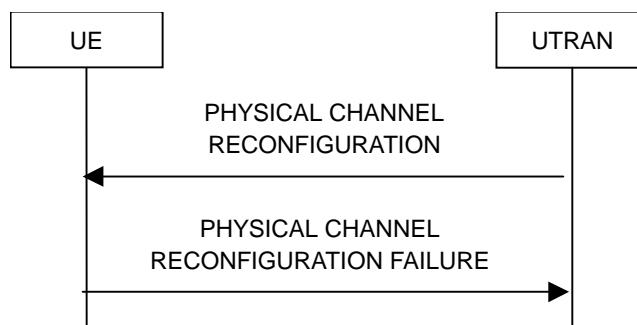 UE
UTRAN
PHYSICAL CHANNEL
RECONFIGURATION
PHYSICAL CHANNEL
RECONFIGURATION FAILURE